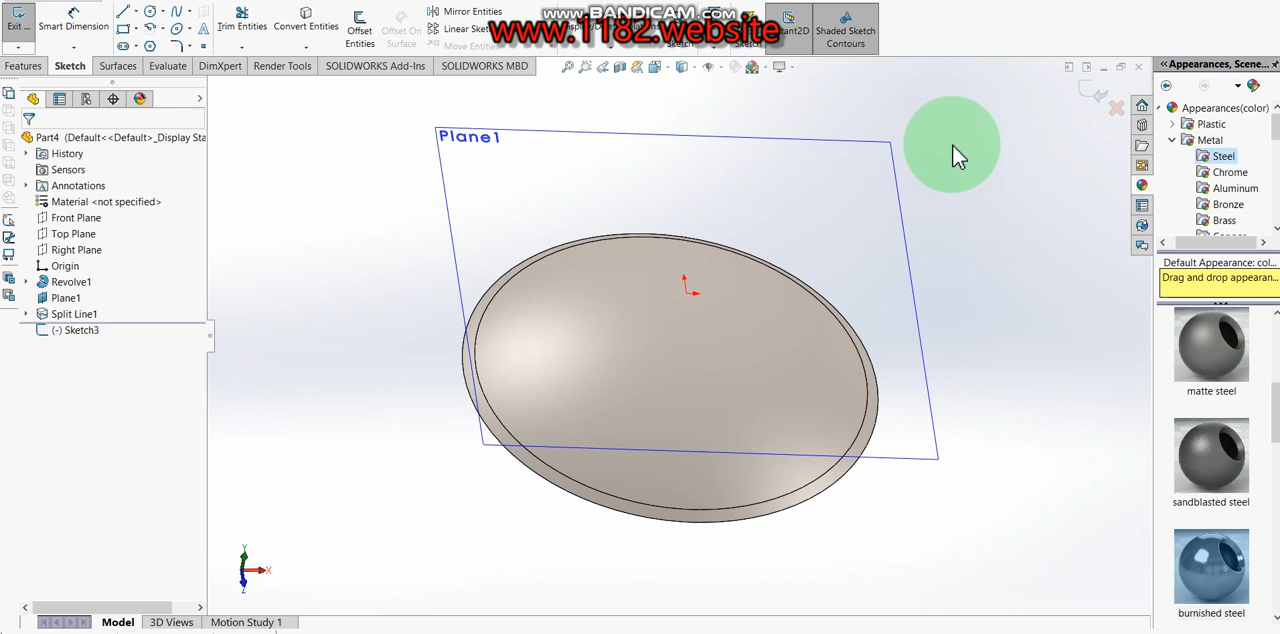 www.BANDICAM.com
www.1182.website
Exit ...
Smart Dimension
Trim Entities
Convert Entities
Offset Entities
Offset On Surface
Mirror Entities
Linear Sketch
Move Entities
Sketch
Sketch
Instant2D
Shaded Sketch Contours
Features
Sketch
Surfaces
Evaluate
DimXpert
Render Tools
SOLIDWORKS Add-Ins
SOLIDWORKS MBD
Part4 (Default<<Default>_Display Sta
History
Sensors
Annotations
Material <not specified>
Front Plane
Top Plane
Right Plane
Origin
Revolve1
Plane1
Split Line1
(-) Sketch3
Plane1
Y
X
Z
Appearances, Scene...
Appearances(color)
Plastic
Metal
Steel
Chrome
Aluminum
Bronze
Brass
Default Appearance: col...
Drag and drop appearan...
matte steel
sandblasted steel
burnished steel
Model
3D Views
Motion Study 1